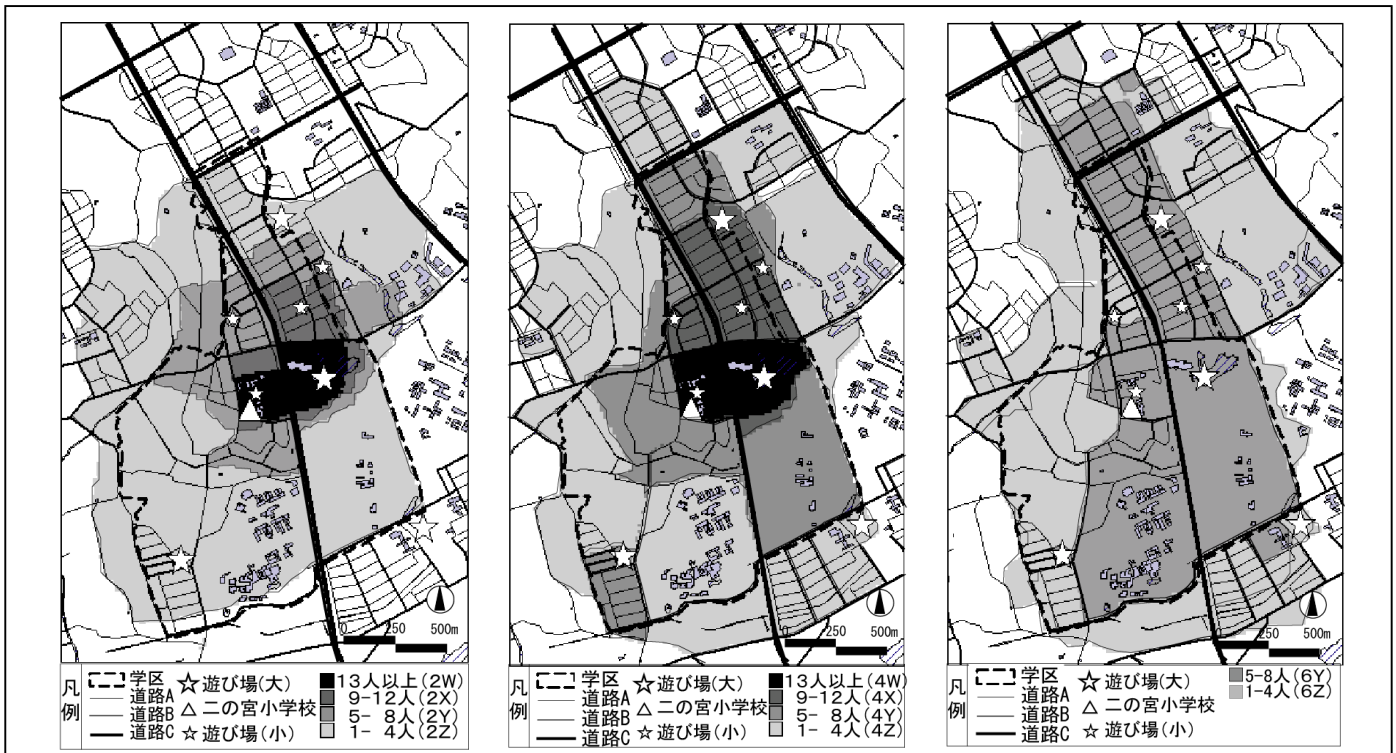 0 250 500m
凡例
学区
道路A
道路B
道路C
遊び場(大)
二の宮小学校
遊び場(小)
13人以上(2W)
9-12人(2X)
5- 8人(2Y)
1- 4人(2Z)
0 250 500m
凡例
学区
道路A
道路B
道路C
遊び場(大)
二の宮小学校
遊び場(小)
13人以上(4W)
9-12人(4X)
5- 8人(4Y)
1- 4人(4Z)
0 250 500m
凡例
学区
道路A
道路B
道路C
遊び場(大)
二の宮小学校
遊び場(小)
5-8人(6Y)
1-4人(6Z)